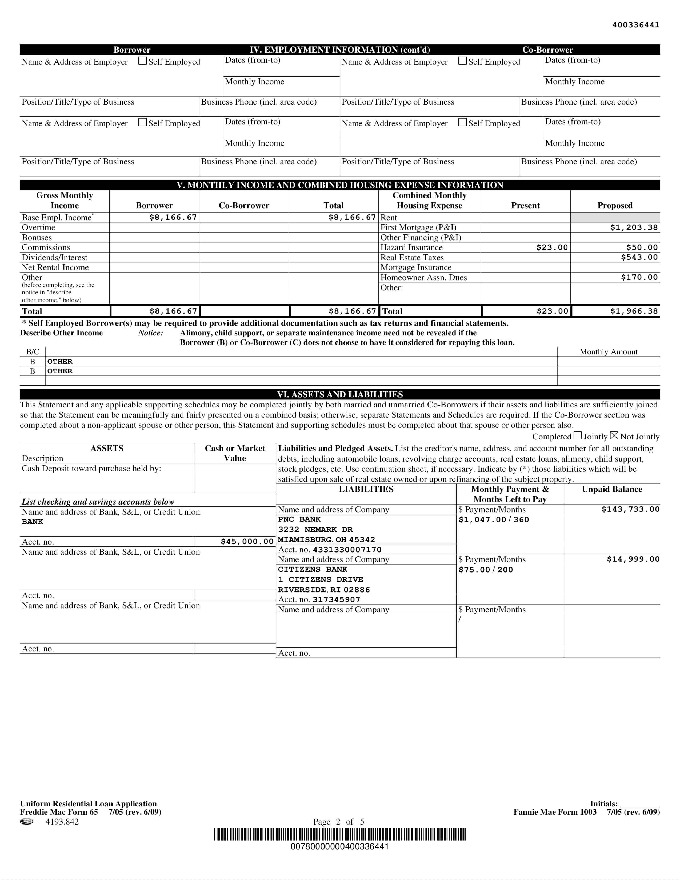 400336441
Borrower IV. EMPLOYMENT INFORMATION (cont'd) Co-Borrower
Name & Address of Employer Self Employed Dates (from-to) Name & Address of Employer Self Employed Dates (from-to)
Monthly Income Monthly Income
Position/Title/Type of Business Business Phone (incl. area code) Position/Title/Type of Business Business Phone (incl. area code)
Name & Address of Employer Self Employed Dates (from-to) Name & Address of Employer Self Employed Dates (from-to)
Monthly Income Monthly Income
Position/Title/Type of Business Business Phone (incl. area code) Position/Title/Type of Business Business Phone (incl. area code)
V. MONTHLY INCOME AND COMBINED HOUSING EXPENSE INFORMATION
Gross Monthly Income Borrower Co-Borrower Total Combined Monthly Housing Expense Present Proposed
Base Empl. Income* $8,166.67 $8,166.67 Rent
Overtime First Mortgage (P&I) $1,203.38
Bonuses Other Financing (P&I)
Commissions Hazard Insurance $23.00 $50.00
Dividends/Interest Real Estate Taxes $543.00
Net Rental Income Mortgage Insurance
Other Homeowner Assn. Dues $170.00
(before completing, see the Other
notice in "describe
other income," below)
Total $8,166.67 $8,166.67 Total $23.00 $1,966.38
* Self Employed Borrower(s) may be required to provide additional documentation such as tax returns and financial statements.
Describe Other Income Notice: Alimony, child support, or separate maintenance income need not be revealed if the
Borrower (B) or Co-Borrower (C) does not choose to have it considered for repaying this loan.
B/C Monthly Amount
B OTHER
B OTHER
VI. ASSETS AND LIABILITIES
This Statement and any applicable supporting schedules may be completed jointly by both married and unmarried Co-Borrowers if their assets and liabilities are sufficiently joined
so that the Statement can be meaningfully and fairly presented on a combined basis; otherwise, separate Statements and Schedules are required. If the Co-Borrower section was
completed about a non-applicant spouse or other person, this Statement and supporting schedules must be completed about that spouse or other person also.
Completed Jointly Not Jointly
ASSETS Cash or Market Value
Description
Cash Deposit toward purchase held by:
Liabilities and Pledged Assets. List the creditor's name, address, and account number for all outstanding
debts, including automobile loans, revolving charge accounts, real estate loans, alimony, child support,
stock pledges, etc. Use continuation sheet, if necessary. Indicate by (*) those liabilities which will be
satisfied upon sale of real estate owned or upon refinancing of the subject property.
LIABILITIES Monthly Payment & Months Left to Pay Unpaid Balance
List checking and savings accounts below
Name and address of Bank, S&L, or Credit Union
BANK
Acct. no. $45,000.00
Name and address of Company $ Payment/Months $143,733.00
PNC BANK $1,047.00/360
3232 NEWARK DR
MIAMISBURG, OH 45342
Acct. no. 4331330007170
Name and address of Bank, S&L, or Credit Union
Acct. no.
Name and address of Company $ Payment/Months $14,999.00
CITIZENS BANK $75.00/200
1 CITIZENS DRIVE
RIVERSIDE, RI 02886
Acct. no. 317345907
Name and address of Bank, S&L, or Credit Union
Acct. no.
Name and address of Company $ Payment/Months
/
Acct. no.
Uniform Residential Loan Application Initials:
Freddie Mac Form 65 7/05 (rev. 6/09) Fannie Mae Form 1003 7/05 (rev. 6/09)
4193.842 Page 2 of 5
00780000000400336441